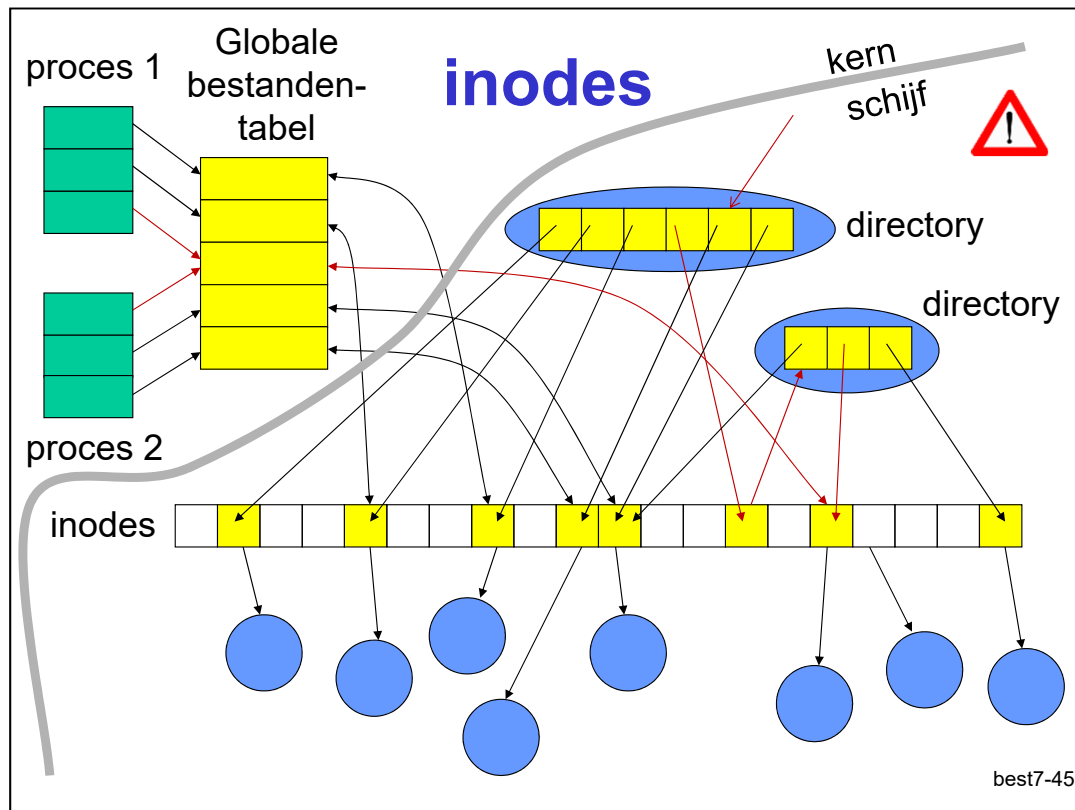 proces 1
Globale
bestanden-
tabel
inodes
kern
schijf
!
directory
directory
proces 2
inodes
best7-45